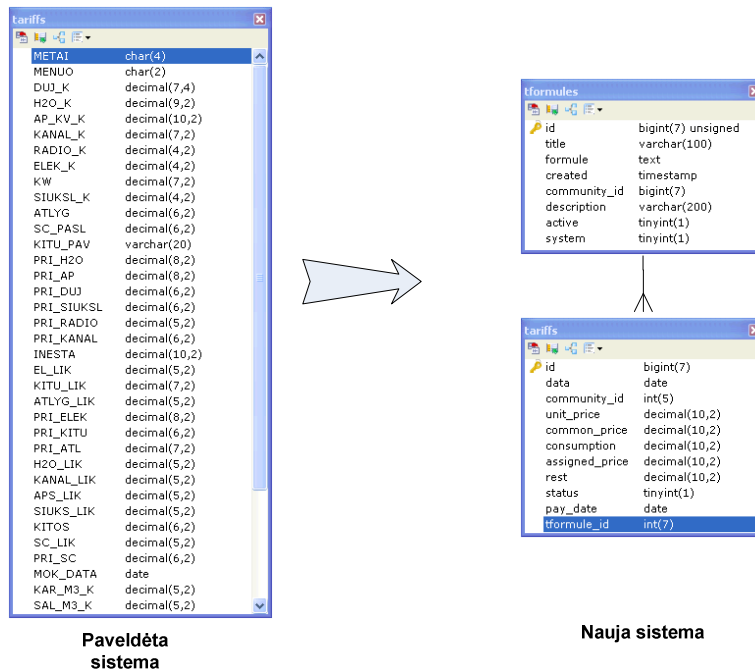 tariffs
METAI char(4)
MENUO char(2)
DUJ_K decimal(7,4)
H2O_K decimal(9,2)
AP_KV_K decimal(10,2)
KANAL_K decimal(7,2)
RADIO_K decimal(4,2)
ELEK_K decimal(4,2)
KW decimal(7,2)
SIUKSL_K decimal(4,2)
ATLYG decimal(6,2)
SC_PASL decimal(6,2)
KITU_PAV varchar(20)
PRI_H2O decimal(8,2)
PRI_AP decimal(8,2)
PRI_DUJ decimal(6,2)
PRI_SIUKSL decimal(6,2)
PRI_RADIO decimal(5,2)
PRI_KANAL decimal(6,2)
INESTA decimal(10,2)
EL_LIK decimal(5,2)
KITU_LIK decimal(7,2)
ATLYG_LIK decimal(5,2)
PRI_ELEK decimal(8,2)
PRI_KITU decimal(6,2)
PRI_ATL decimal(7,2)
H2O_LIK decimal(5,2)
KANAL_LIK decimal(5,2)
APS_LIK decimal(5,2)
SIUKS_LIK decimal(5,2)
KITOS decimal(6,2)
SC_LIK decimal(5,2)
PRI_SC decimal(6,2)
MOK_DATA date
KAR_M3_K decimal(5,2)
SAL_M3_K decimal(5,2)
Paveldėta
sistema
tformules
id bigint(7) unsigned
title varchar(100)
formule text
created timestamp
community_id bigint(7)
description varchar(200)
active tinyint(1)
system tinyint(1)
tariffs
id bigint(7)
data date
community_id int(5)
unit_price decimal(10,2)
common_price decimal(10,2)
consumption decimal(10,2)
assigned_price decimal(10,2)
rest decimal(10,2)
status tinyint(1)
pay_date date
tformule_id int(7)
Nauja sistema